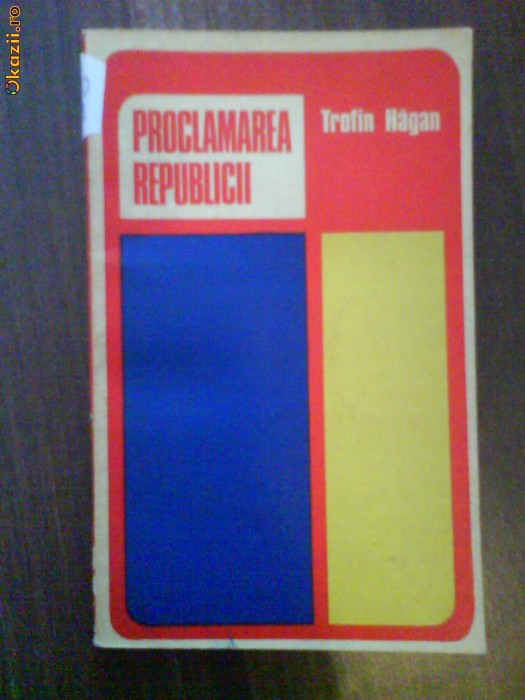 Okazii.ro
PROCLAMAREA
REPUBLICII
Trofin Hăgan